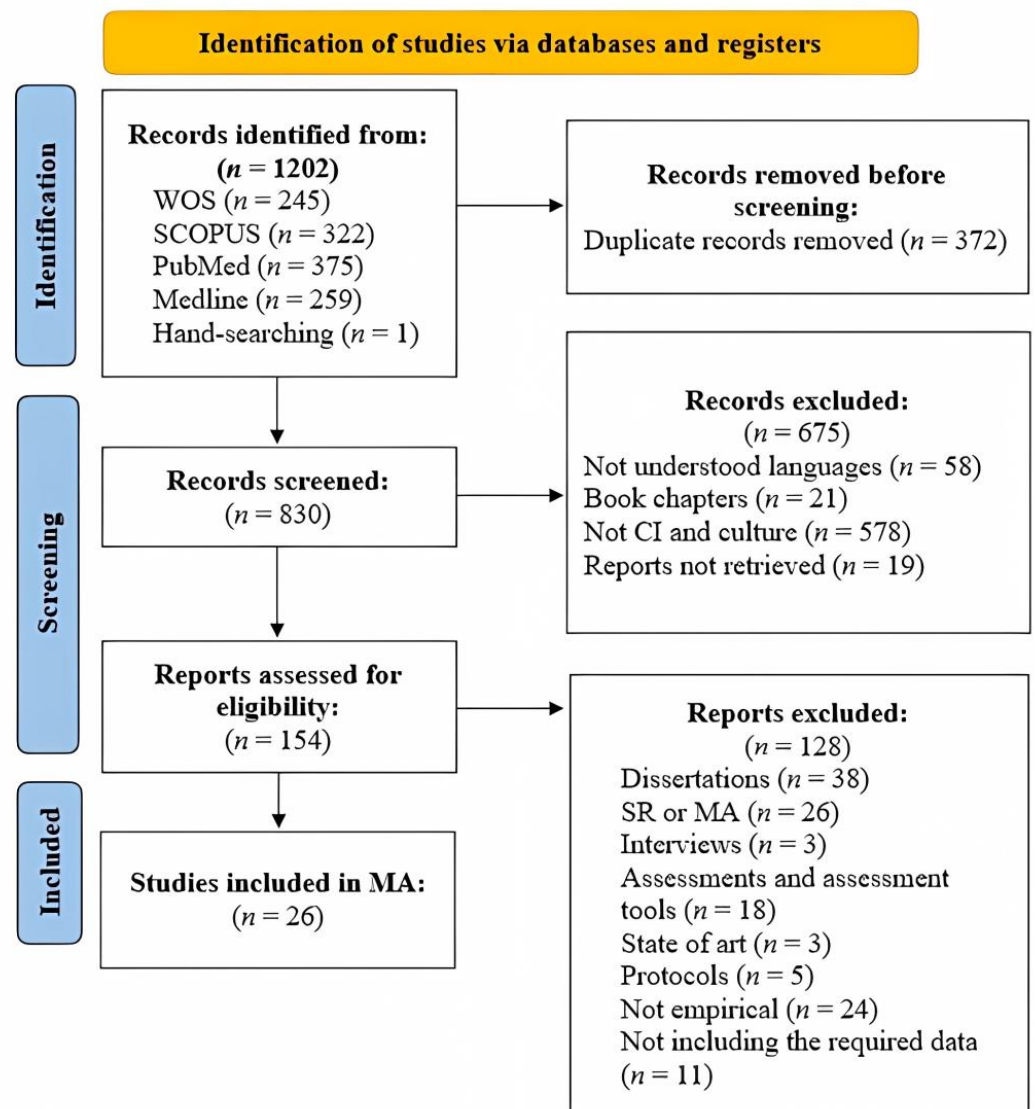 Identification of studies via databases and registers
Identification
Records identified from:
(n = 1202)
WOS (n = 245)
SCOPUS (n = 322)
PubMed (n = 375)
Medline (n = 259)
Hand-searching (n = 1)
Records removed before
screening:
Duplicate records removed (n = 372)
Screening
Records screened:
(n = 830)
Records excluded:
(n = 675)
Not understood languages (n = 58)
Book chapters (n = 21)
Not CI and culture (n = 578)
Reports not retrieved (n = 19)
Reports assessed for
eligibility:
(n = 154)
Reports excluded:
(n = 128)
Dissertations (n = 38)
SR or MA (n = 26)
Interviews (n = 3)
Assessments and assessment
tools (n = 18)
State of art (n = 3)
Protocols (n = 5)
Not empirical (n = 24)
Not including the required data
(n = 11)
Included
Studies included in MA:
(n = 26)